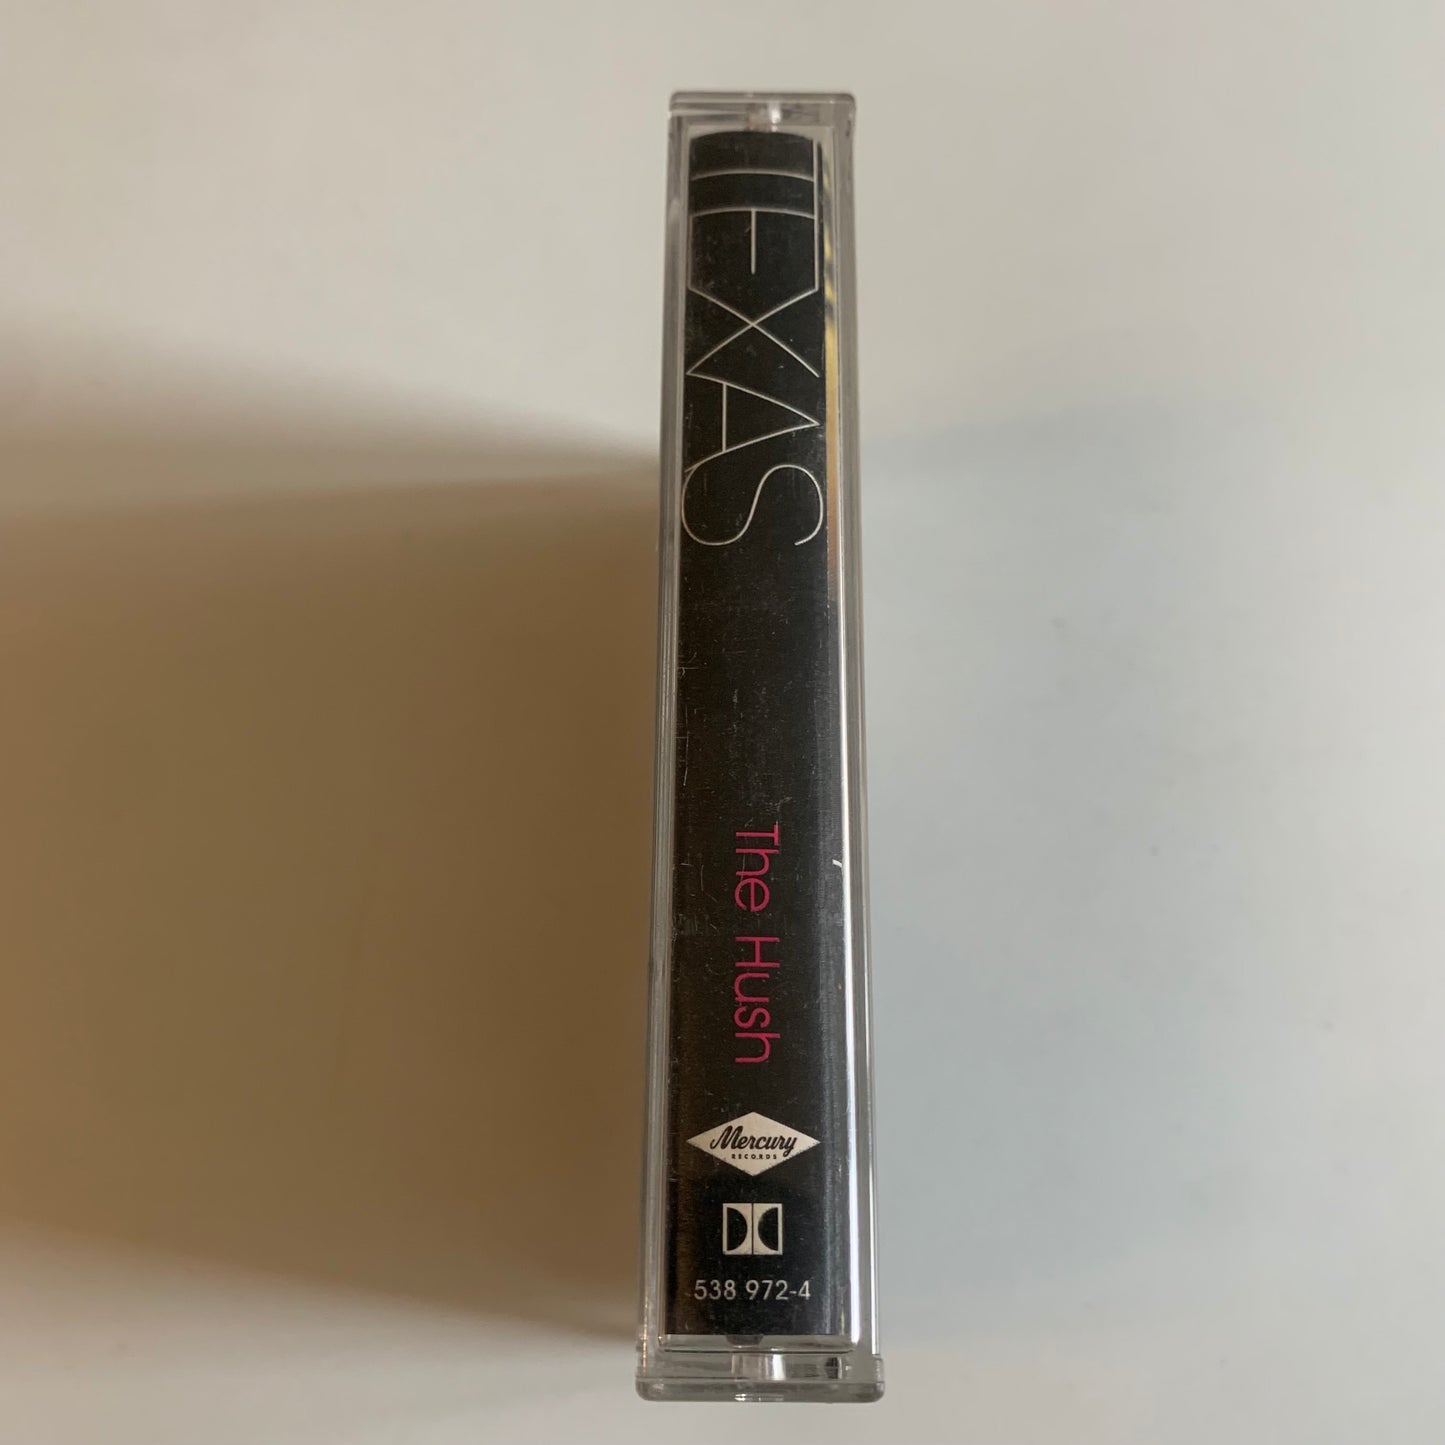 TEXAS
The Hush
Mercury
RECORDS
538 972-4